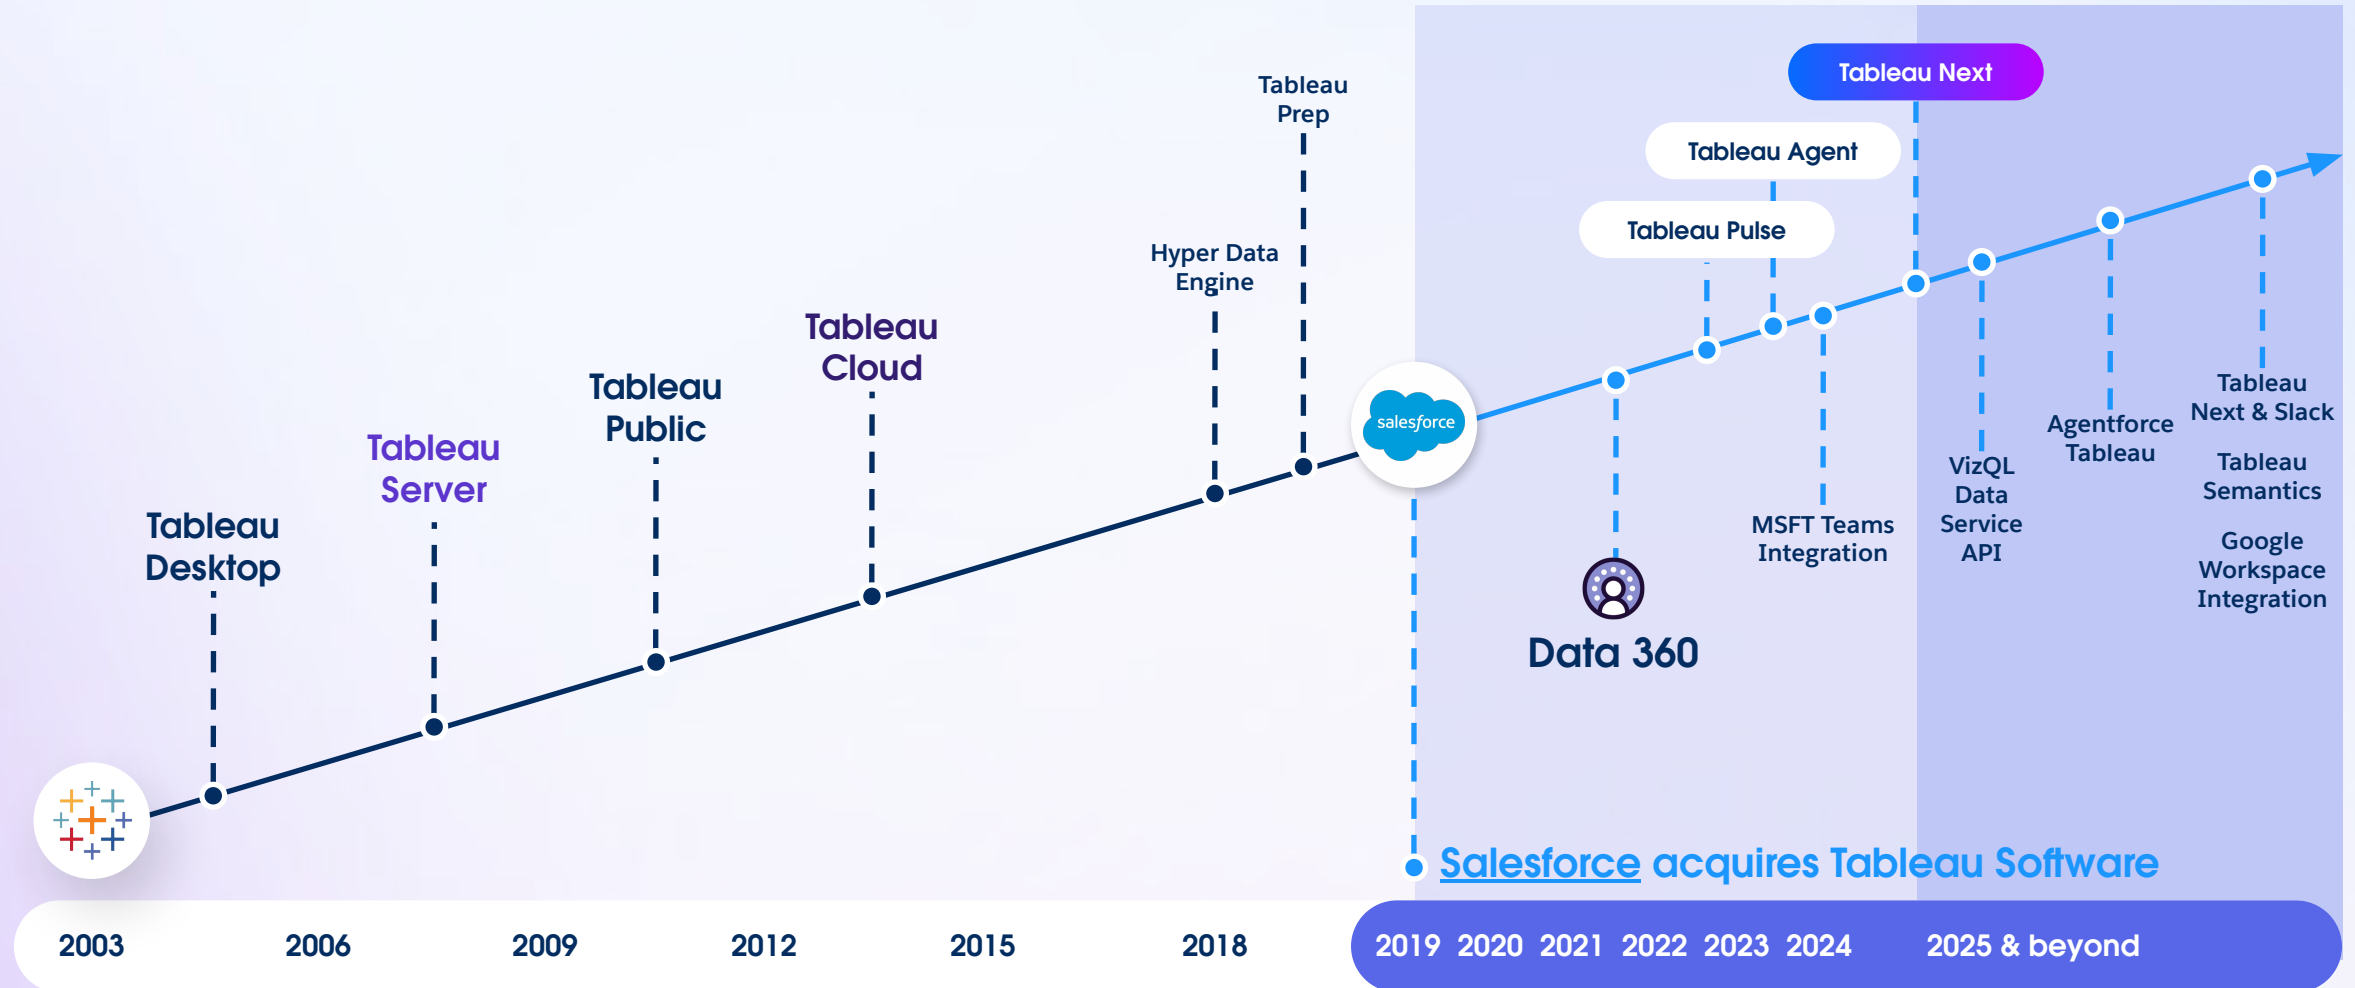 Tableau
Desktop
Tableau
Server
Tableau
Public
Tableau
Cloud
Hyper Data
Engine
Tableau
Prep
salesforce
Tableau Next
Tableau Agent
Tableau Pulse
Data 360
MSFT Teams
Integration
VizQL
Data
Service
API
Agentforce
Tableau
Tableau
Next & Slack
Tableau
Semantics
Google
Workspace
Integration
Salesforce acquires Tableau Software
2003 2006 2009 2012 2015 2018 2019 2020 2021 2022 2023 2024 2025 & beyond